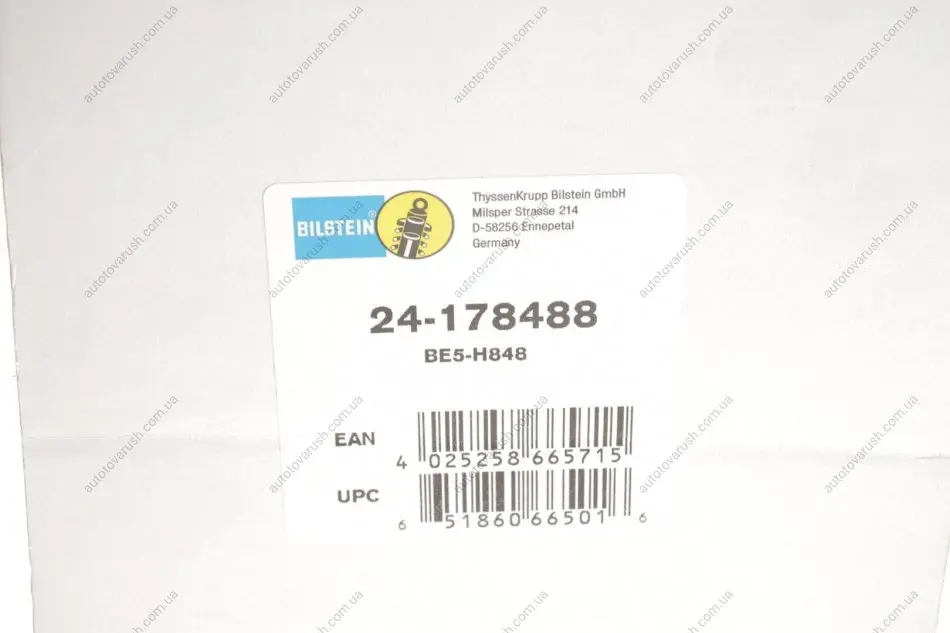 BILSTEIN®
ThyssenKrupp Bilstein GmbH
Milsper Strasse 214
D-58256 Ennepetal
Germany
24-178488
BE5-H848
EAN
4 025258 665715
UPC
6 51860 66501 6
autotovarush.com.ua